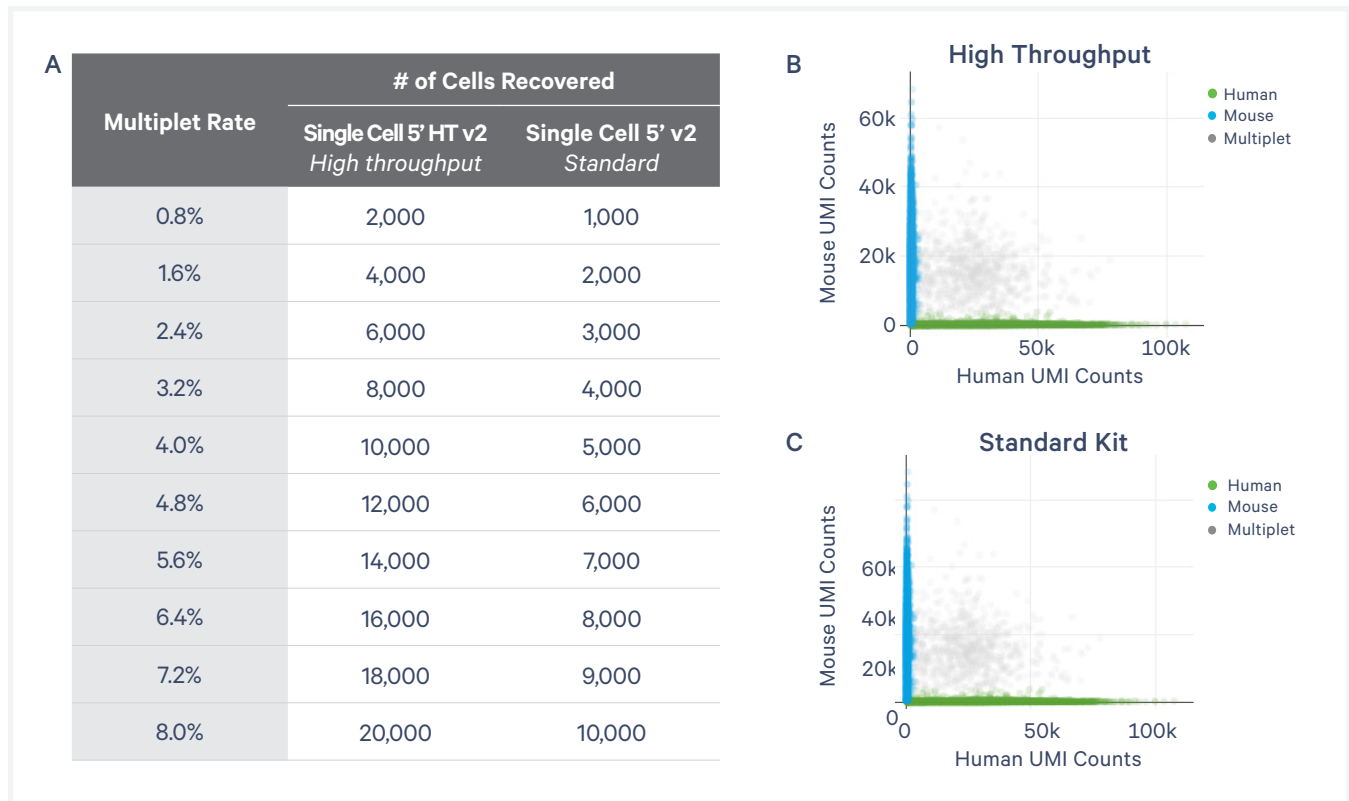 A
Multiplet Rate
# of Cells Recovered
Single Cell 5’ HT v2
High throughput
Single Cell 5’ v2
Standard
0.8% 2,000 1,000
1.6% 4,000 2,000
2.4% 6,000 3,000
3.2% 8,000 4,000
4.0% 10,000 5,000
4.8% 12,000 6,000
5.6% 14,000 7,000
6.4% 16,000 8,000
7.2% 18,000 9,000
8.0% 20,000 10,000
B
High Throughput
Mouse UMI Counts
60k
40k
20k
0
0 50k 100k
Human UMI Counts
Human
Mouse
Multiplet
C
Standard Kit
Mouse UMI Counts
60k
40k
20k
0
0 50k 100k
Human UMI Counts
Human
Mouse
Multiplet